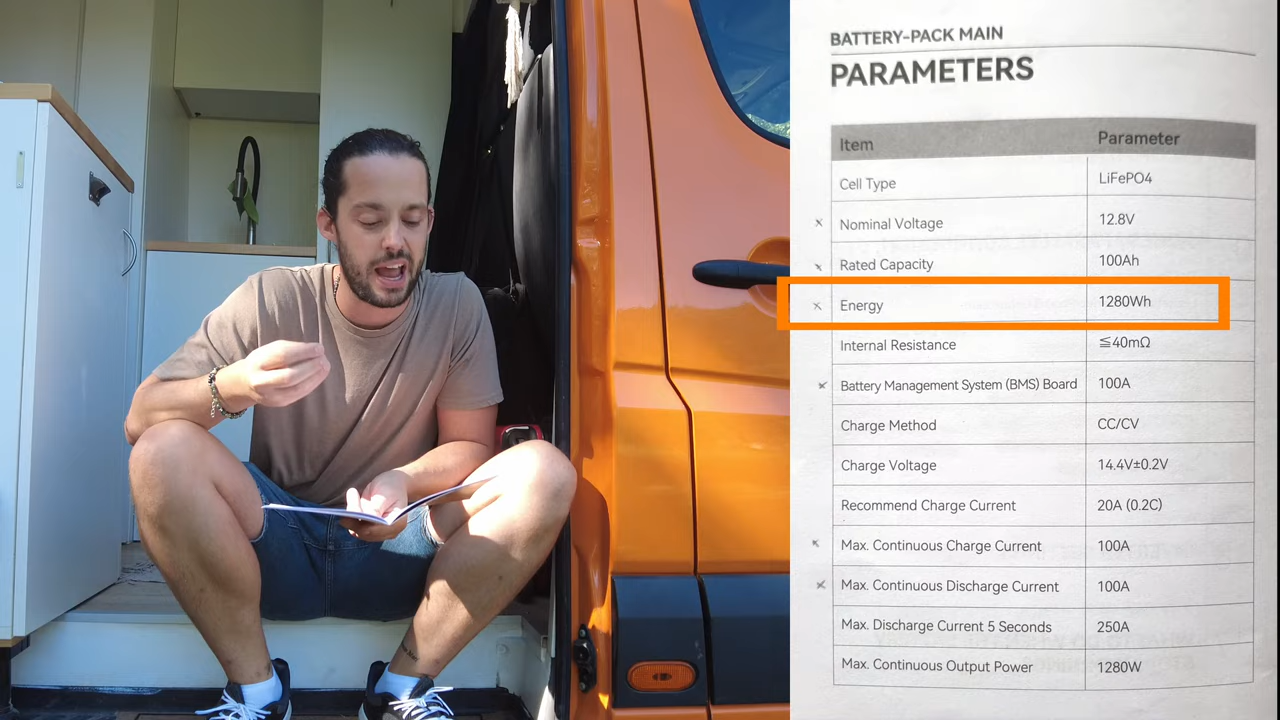 BATTERY-PACK MAIN
PARAMETERS
Item Parameter
Cell Type LiFePO4
Nominal Voltage 12.8V
Rated Capacity 100Ah
Energy 1280Wh
Internal Resistance ≦40mΩ
Battery Management System (BMS) Board 100A
Charge Method CC/CV
Charge Voltage 14.4V±0.2V
Recommend Charge Current 20A (0.2C)
Max. Continuous Charge Current 100A
Max. Continuous Discharge Current 100A
Max. Discharge Current 5 Seconds 250A
Max. Continuous Output Power 1280W